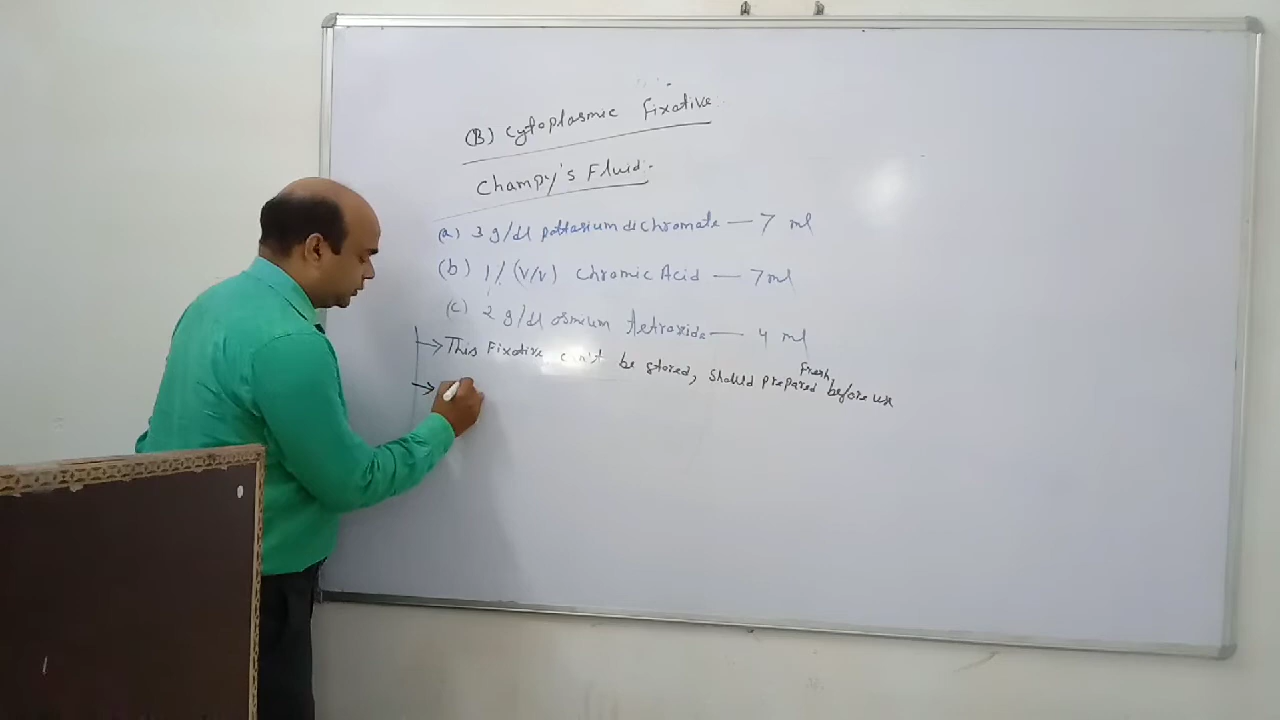 (B) Cytoplasmic Fixative
Champy's Fluid.
(a) 3 g/dl pottasium dichromate — 7 ml
(b) 1% (v/v) Chromic Acid — 7 ml
(c) 2 g/dl osmium tetroxide — 4 ml
→ This Fixative can't be stored, should prepared Fresh before use
→